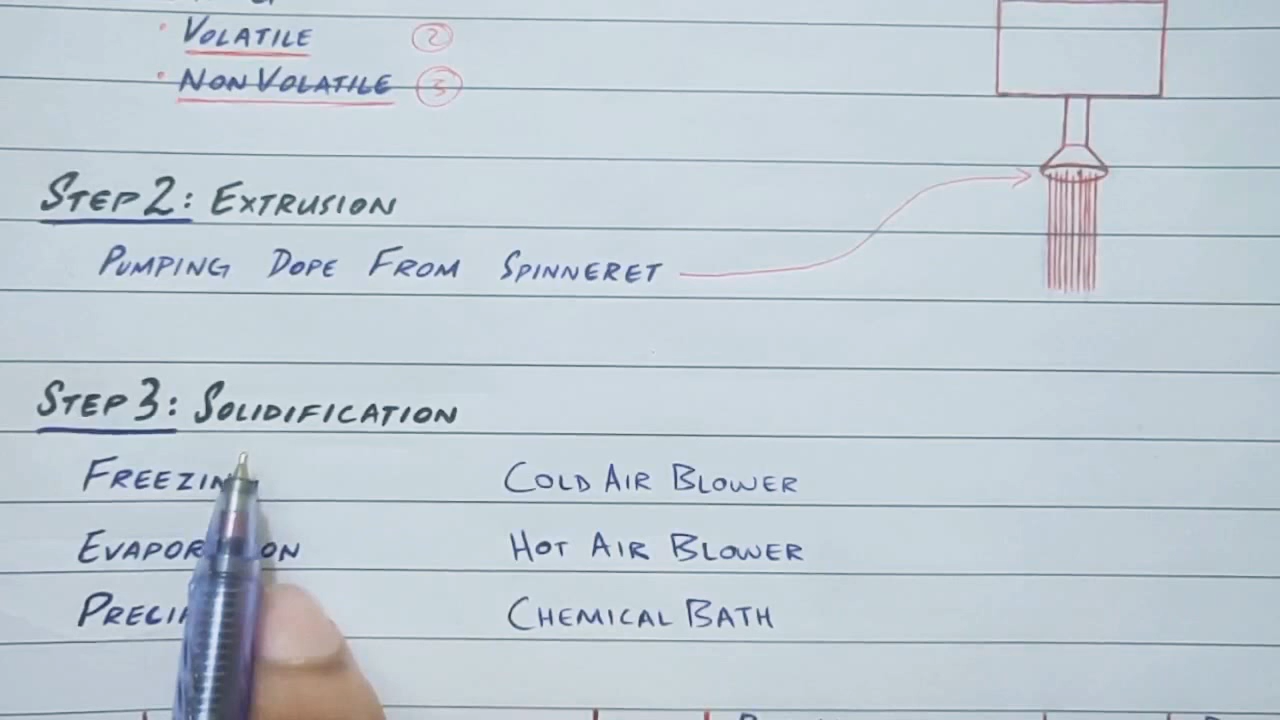 · VOLATILE ②
· NON VOLATILE ③
STEP 2: EXTRUSION
PUMPING DOPE FROM SPINNERET
STEP 3: SOLIDIFICATION
COLD AIR BLOWER
HOT AIR BLOWER
CHEMICAL BATH